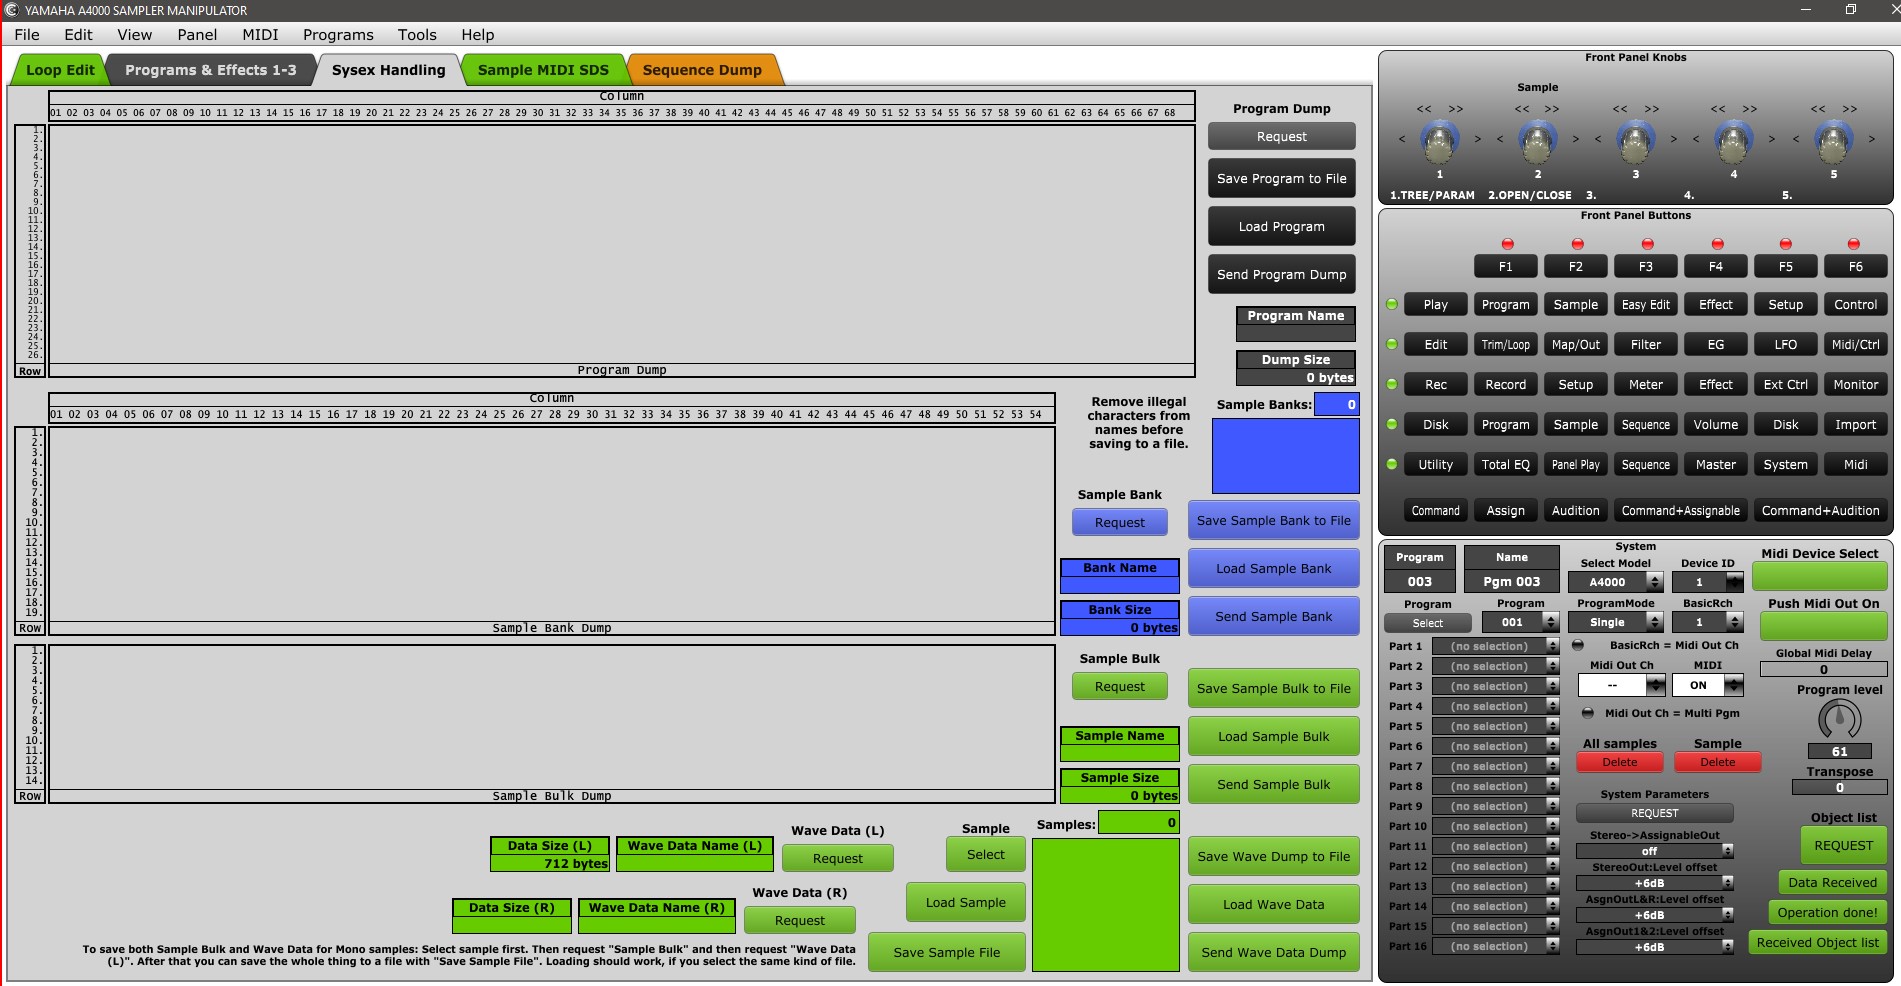 YAMAHA A4000 SAMPLER MANIPULATOR
File Edit View Panel MIDI Programs Tools Help
Loop Edit Programs & Effects 1-3 Sysex Handling Sample MIDI SDS Sequence Dump
Column
01 02 03 04 05 06 07 08 09 10 11 12 13 14 15 16 17 18 19 20 21 22 23 24 25 26 27 28 29 30 31 32 33 34 35 36 37 38 39 40 41 42 43 44 45 46 47 48 49 50 51 52 53 54 55 56 57 58 59 60 61 62 63 64 65 66 67 68
1.
2.
3.
4.
5.
6.
7.
8.
9.
10.
11.
12.
13.
14.
15.
16.
17.
18.
19.
20.
21.
22.
23.
24.
25.
26.
Row
Program Dump
Program Dump
Request
Save Program to File
Load Program
Send Program Dump
Program Name
Dump Size
0 bytes
Column
01 02 03 04 05 06 07 08 09 10 11 12 13 14 15 16 17 18 19 20 21 22 23 24 25 26 27 28 29 30 31 32 33 34 35 36 37 38 39 40 41 42 43 44 45 46 47 48 49 50 51 52 53 54
1.
2.
3.
4.
5.
6.
7.
8.
9.
10.
11.
12.
13.
14.
15.
16.
17.
18.
19.
Row
Sample Bank Dump
Remove illegal
characters from
names before
saving to a file.
Sample Banks: 0
Sample Bank
Request
Save Sample Bank to File
Bank Name
Load Sample Bank
Bank Size
0 bytes
Send Sample Bank
1.
2.
3.
4.
5.
6.
7.
8.
9.
10.
11.
12.
13.
14.
Row
Sample Bulk Dump
Sample Bulk
Request
Save Sample Bulk to File
Sample Name
Load Sample Bulk
Sample Size
0 bytes
Send Sample Bulk
Data Size (L)
712 bytes
Wave Data Name (L)
Wave Data (L)
Request
Sample
Select
Samples: 0
Save Wave Dump to File
Data Size (R)
Wave Data Name (R)
Wave Data (R)
Request
Load Sample
Load Wave Data
To save both Sample Bulk and Wave Data for Mono samples: Select sample first. Then request "Sample Bulk" and then request "Wave Data
(L)". After that you can save the whole thing to a file with "Save Sample File". Loading should work, if you select the same kind of file.
Save Sample File
Send Wave Data Dump
Front Panel Knobs
Sample
<< >> << >> << >> << >> << >>
< > < > < > < > < >
1 2 3 4 5
1.TREE/PARAM 2.OPEN/CLOSE 3. 4. 5.
Front Panel Buttons
F1 F2 F3 F4 F5 F6
Play Program Sample Easy Edit Effect Setup Control
Edit Trim/Loop Map/Out Filter EG LFO Midi/Ctrl
Rec Record Setup Meter Effect Ext Ctrl Monitor
Disk Program Sample Sequence Volume Disk Import
Utility Total EQ Panel Play Sequence Master System Midi
Command Assign Audition Command+Assignable Command+Audition
Program
003
Name
Pgm 003
System
Select Model
A4000
Device ID
1
Midi Device Select
Program
Select
Program
001
ProgramMode
Single
BasicRch
1
Push Midi Out On
Part 1 (no selection)
Part 2 (no selection)
Part 3 (no selection)
Part 4 (no selection)
Part 5 (no selection)
Part 6 (no selection)
Part 7 (no selection)
Part 8 (no selection)
Part 9 (no selection)
Part 10 (no selection)
Part 11 (no selection)
Part 12 (no selection)
Part 13 (no selection)
Part 14 (no selection)
Part 15 (no selection)
Part 16 (no selection)
BasicRch = Midi Out Ch
Midi Out Ch
--
MIDI
ON
Midi Out Ch = Multi Pgm
All samples
Delete
Sample
Delete
System Parameters
REQUEST
Stereo->AssignableOut
off
StereoOut:Level offset
+6dB
AsgnOutL&R:Level offset
+6dB
AsgnOut1&2:Level offset
+6dB
Global Midi Delay
0
Program level
61
Transpose
0
Object list
REQUEST
Data Received
Operation done!
Received Object list